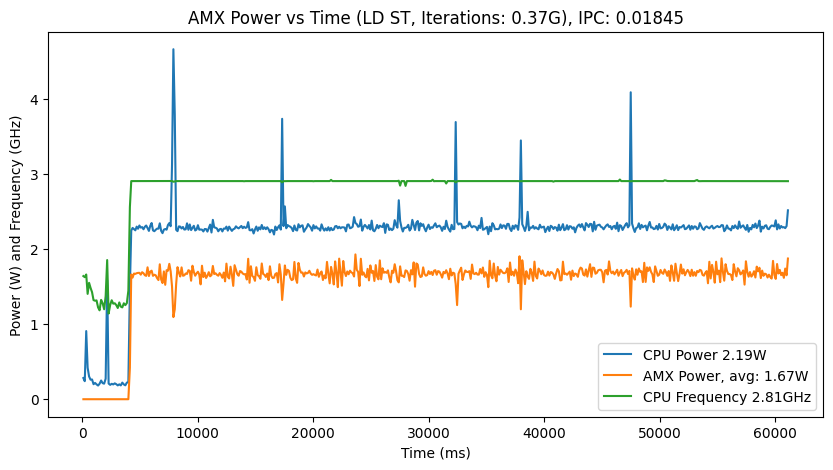 AMX Power vs Time (LD ST, Iterations: 0.37G), IPC: 0.01845
Power (W) and Frequency (GHz)
4
3
2
1
0
0 10000 20000 30000 40000 50000 60000
Time (ms)
CPU Power 2.19W
AMX Power, avg: 1.67W
CPU Frequency 2.81GHz